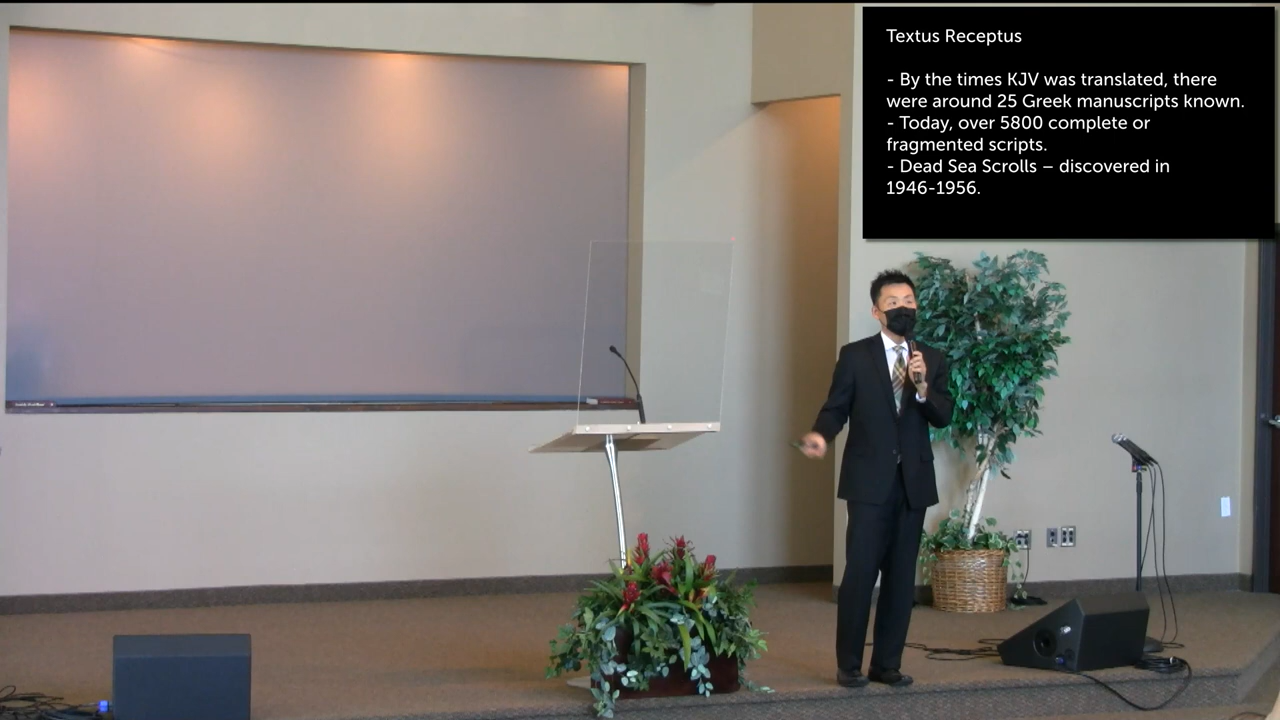 Textus Receptus
- By the times KJV was translated, there
were around 25 Greek manuscripts known.
- Today, over 5800 complete or
fragmented scripts.
- Dead Sea Scrolls – discovered in
1946-1956.